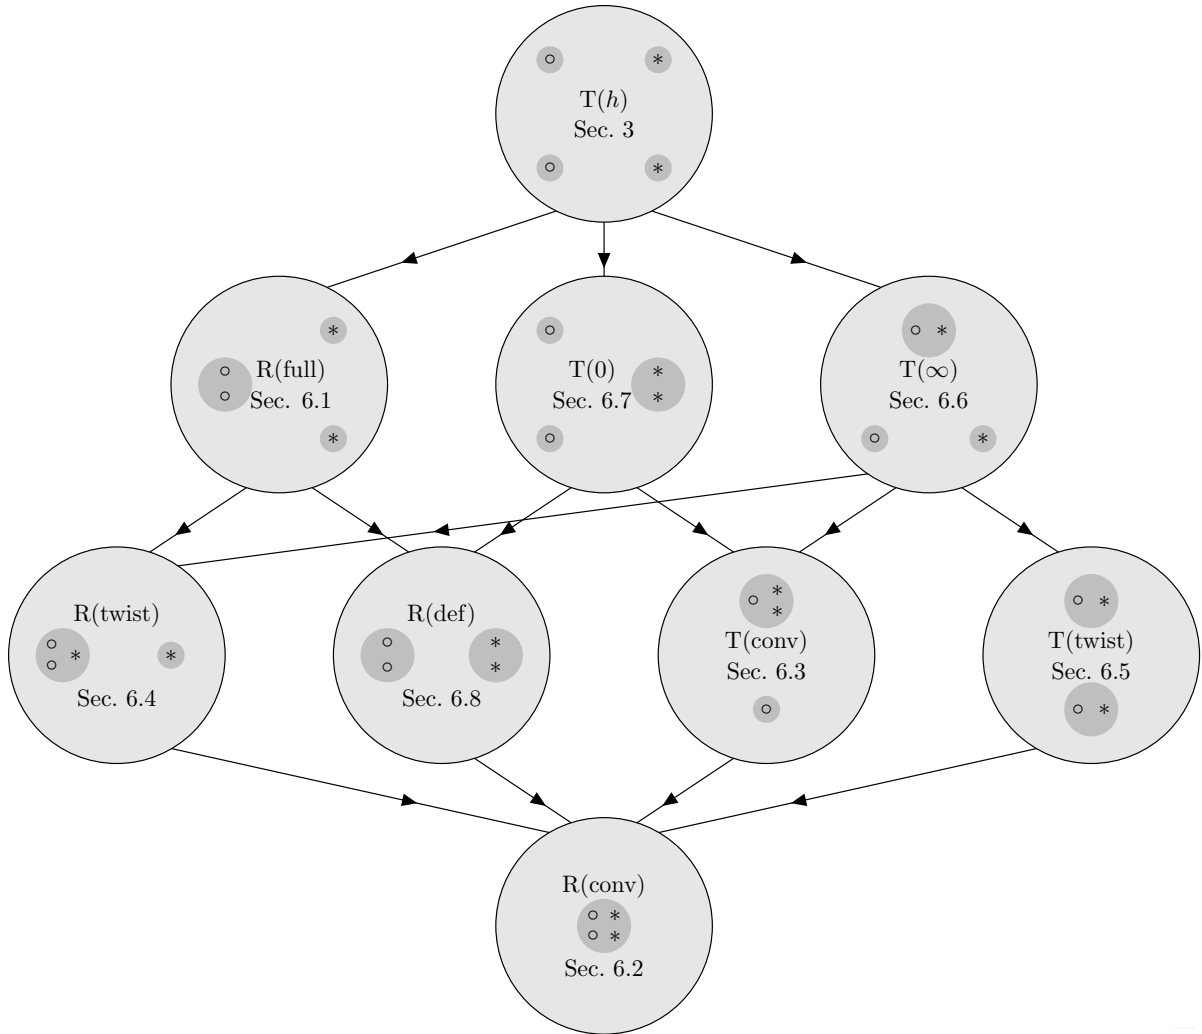 T(h)
Sec. 3
R(full)
Sec. 6.1
T(0)
Sec. 6.7
T(∞)
Sec. 6.6
R(twist)
Sec. 6.4
R(def)
Sec. 6.8
T(conv)
Sec. 6.3
T(twist)
Sec. 6.5
R(conv)
Sec. 6.2